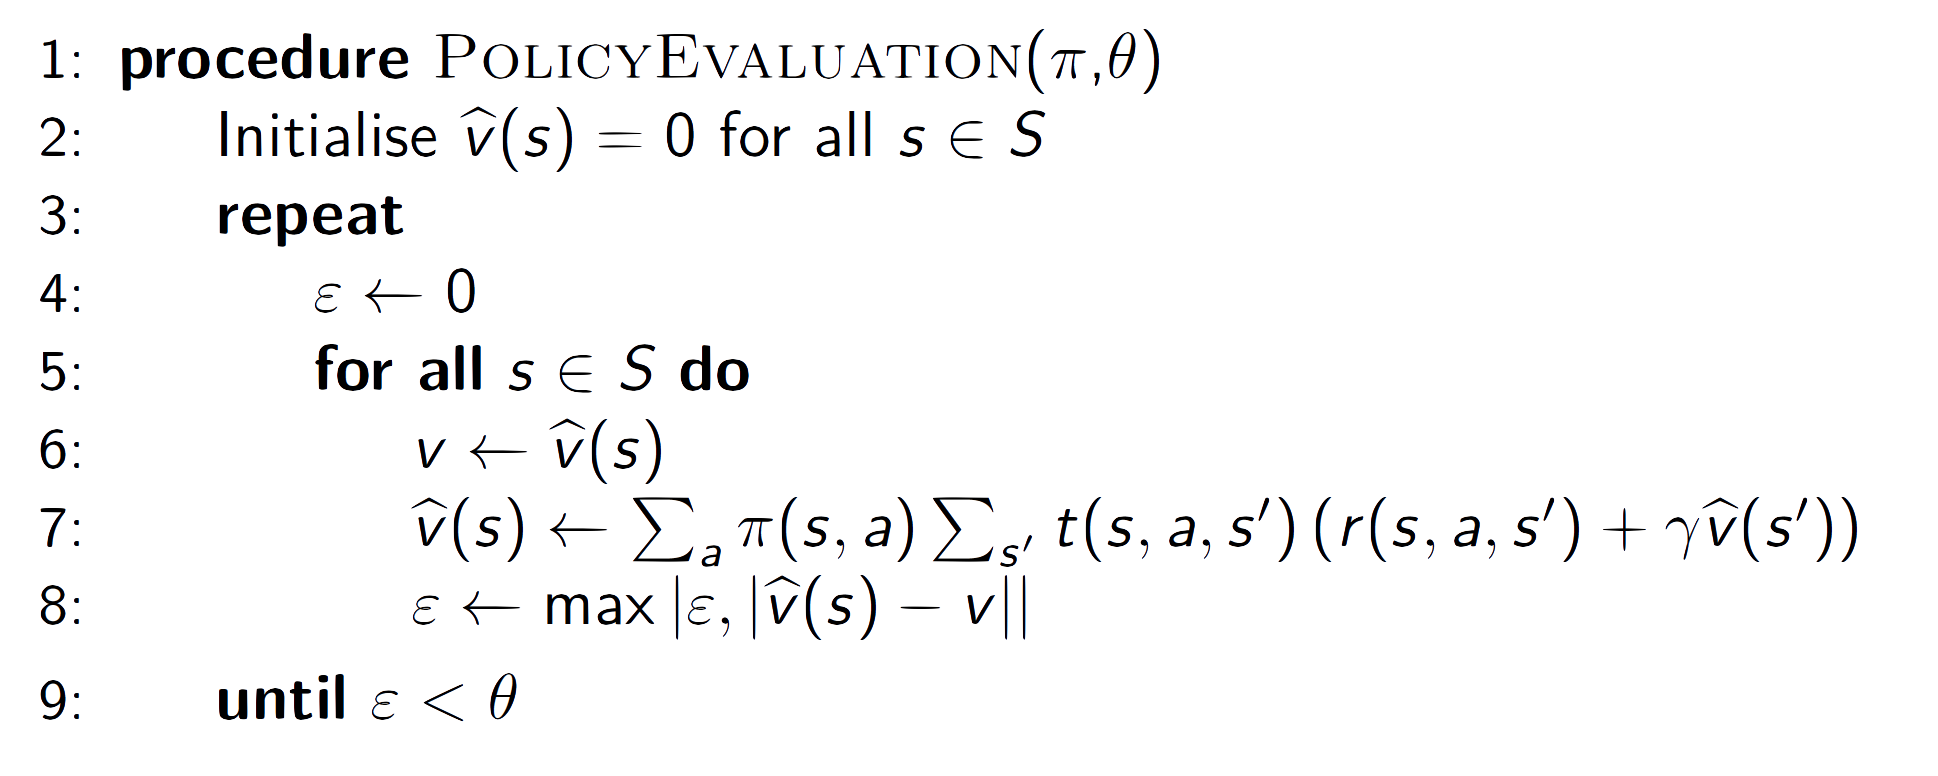 1: procedure POLICYEVALUATION(π,θ)
2: Initialise v̂(s) = 0 for all s ∈ S
3: repeat
4: ε ← 0
5: for all s ∈ S do
6: v ← v̂(s)
7: v̂(s) ← ∑ₐ π(s, a) ∑_s′ t(s, a, s′) (r(s, a, s′) + γv̂(s′))
8: ε ← max |ε, |v̂(s) − v||
9: until ε < θ